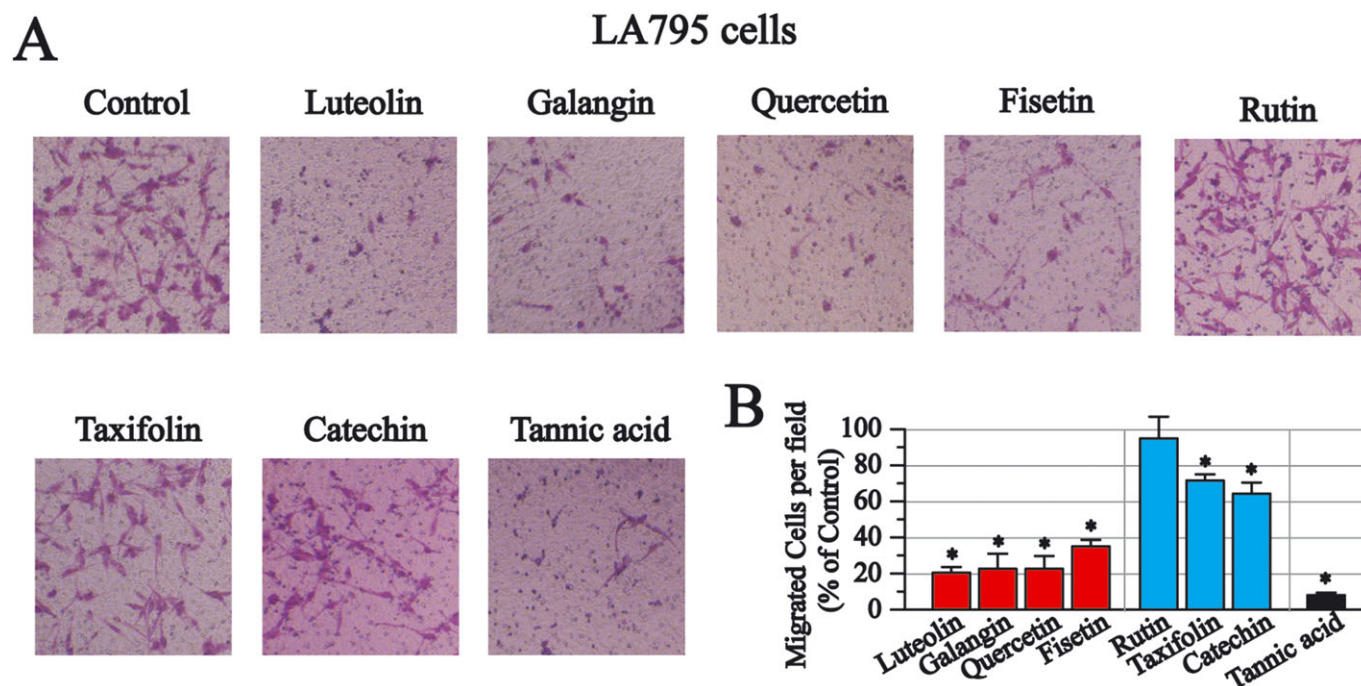 A
LA795 cells
Control
Luteolin
Galangin
Quercetin
Fisetin
Rutin
Taxifolin
Catechin
Tannic acid
B
Migrated Cells per field
(% of Control)
100
80
60
40
20
0
*
*
*
*
*
*
*
Luteolin
Galangin
Quercetin
Fisetin
Rutin
Taxifolin
Catechin
Tannic acid